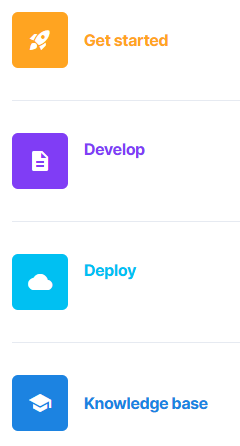 Get started
Develop
Deploy
Knowledge base